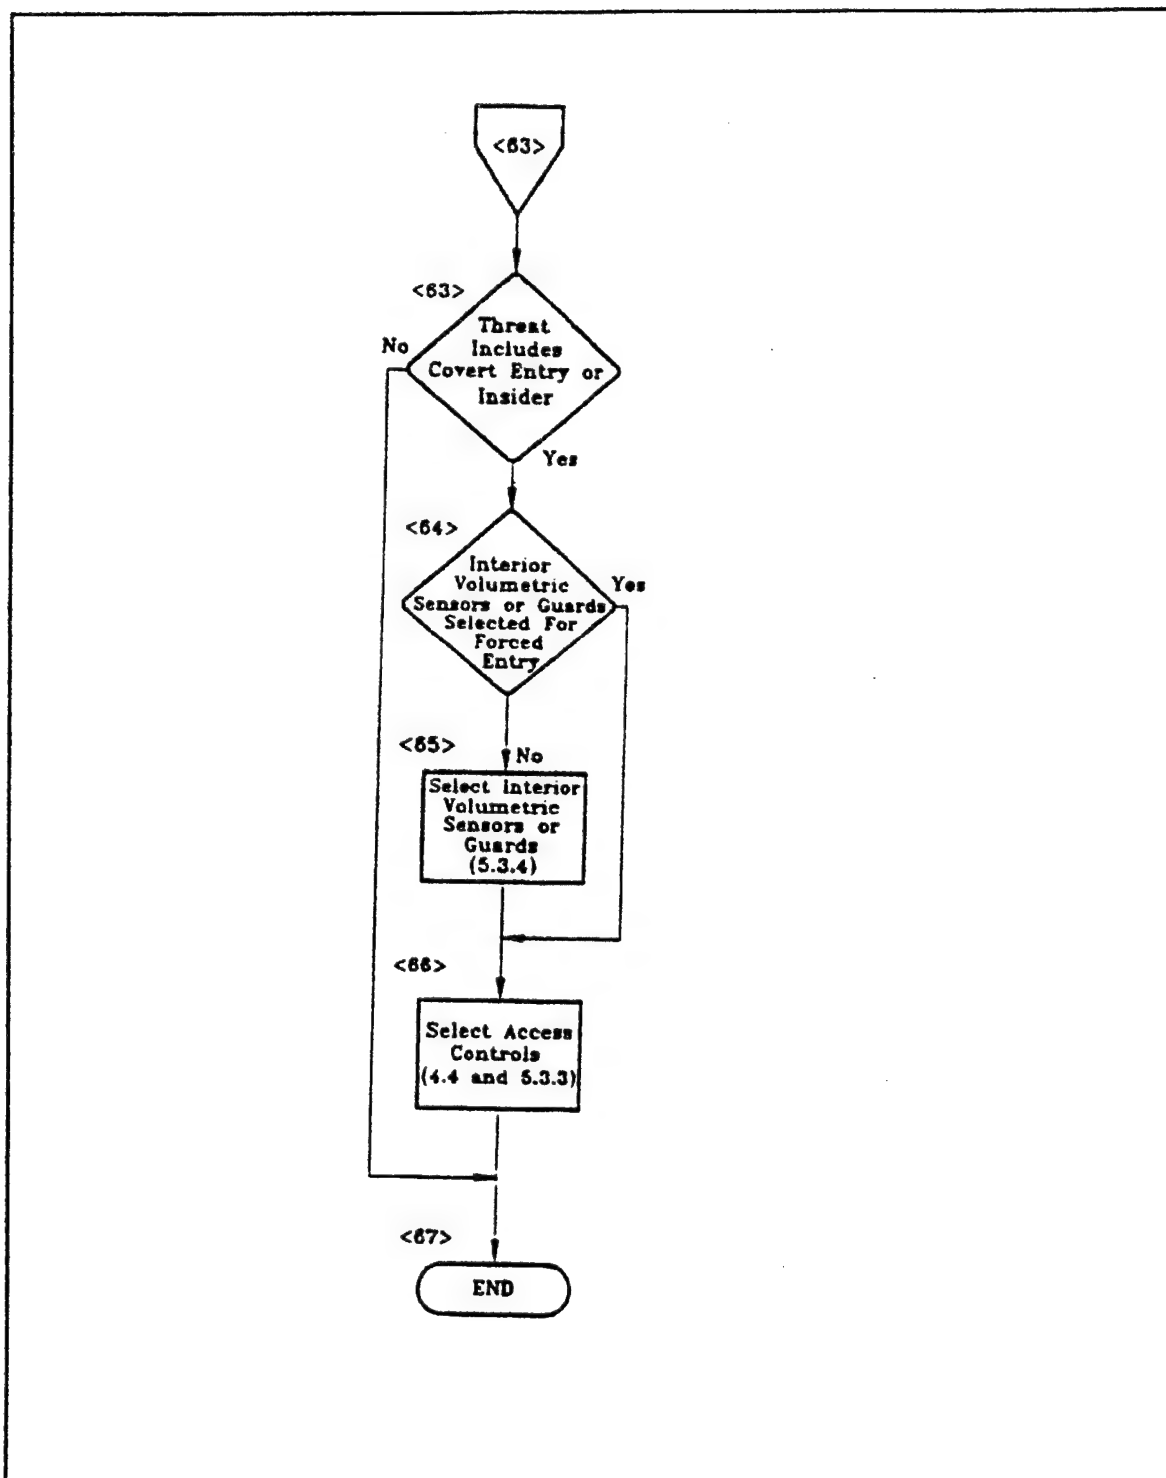 <63>
<63>
Threat
Includes
Covert Entry or
Insider
No
Yes
<64>
Interior
Volumetric
Sensors or Guards
Selected For
Forced
Entry
Yes
<65>
No
Select Interior
Volumetric
Sensors or
Guards
(5.3.4)
<66>
Select Access
Controls
(4.4 and 5.3.3)
<67>
END